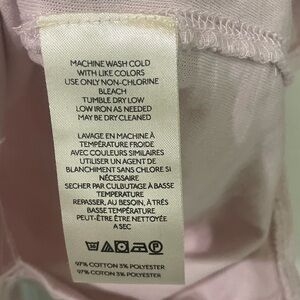 MACHINE WASH COLD
WITH LIKE COLORS
USE ONLY NON-CHLORINE
BLEACH
TUMBLE DRY LOW
LOW IRON AS NEEDED
MAY BE DRY CLEANED
LAVAGE EN MACHINE À
TEMPÉRATURE FROIDE
AVEC COULEURS SIMILAIRES
UTILISER UN AGENT DE
BLANCHIMENT SANS CHLORE SI
NÉCESSAIRE
SECHER PAR CULBUTAGE À BASSE
TEMPERATURE
REPASSER, AU BESOIN, À TRÈS
BASSE TEMPÉRATURE
PEUT-ÊTRE ÊTRE NETTOYÉE
A SEC
P
97% COTTON 3% POLYESTER
97% COTTON 3% POLYESTER